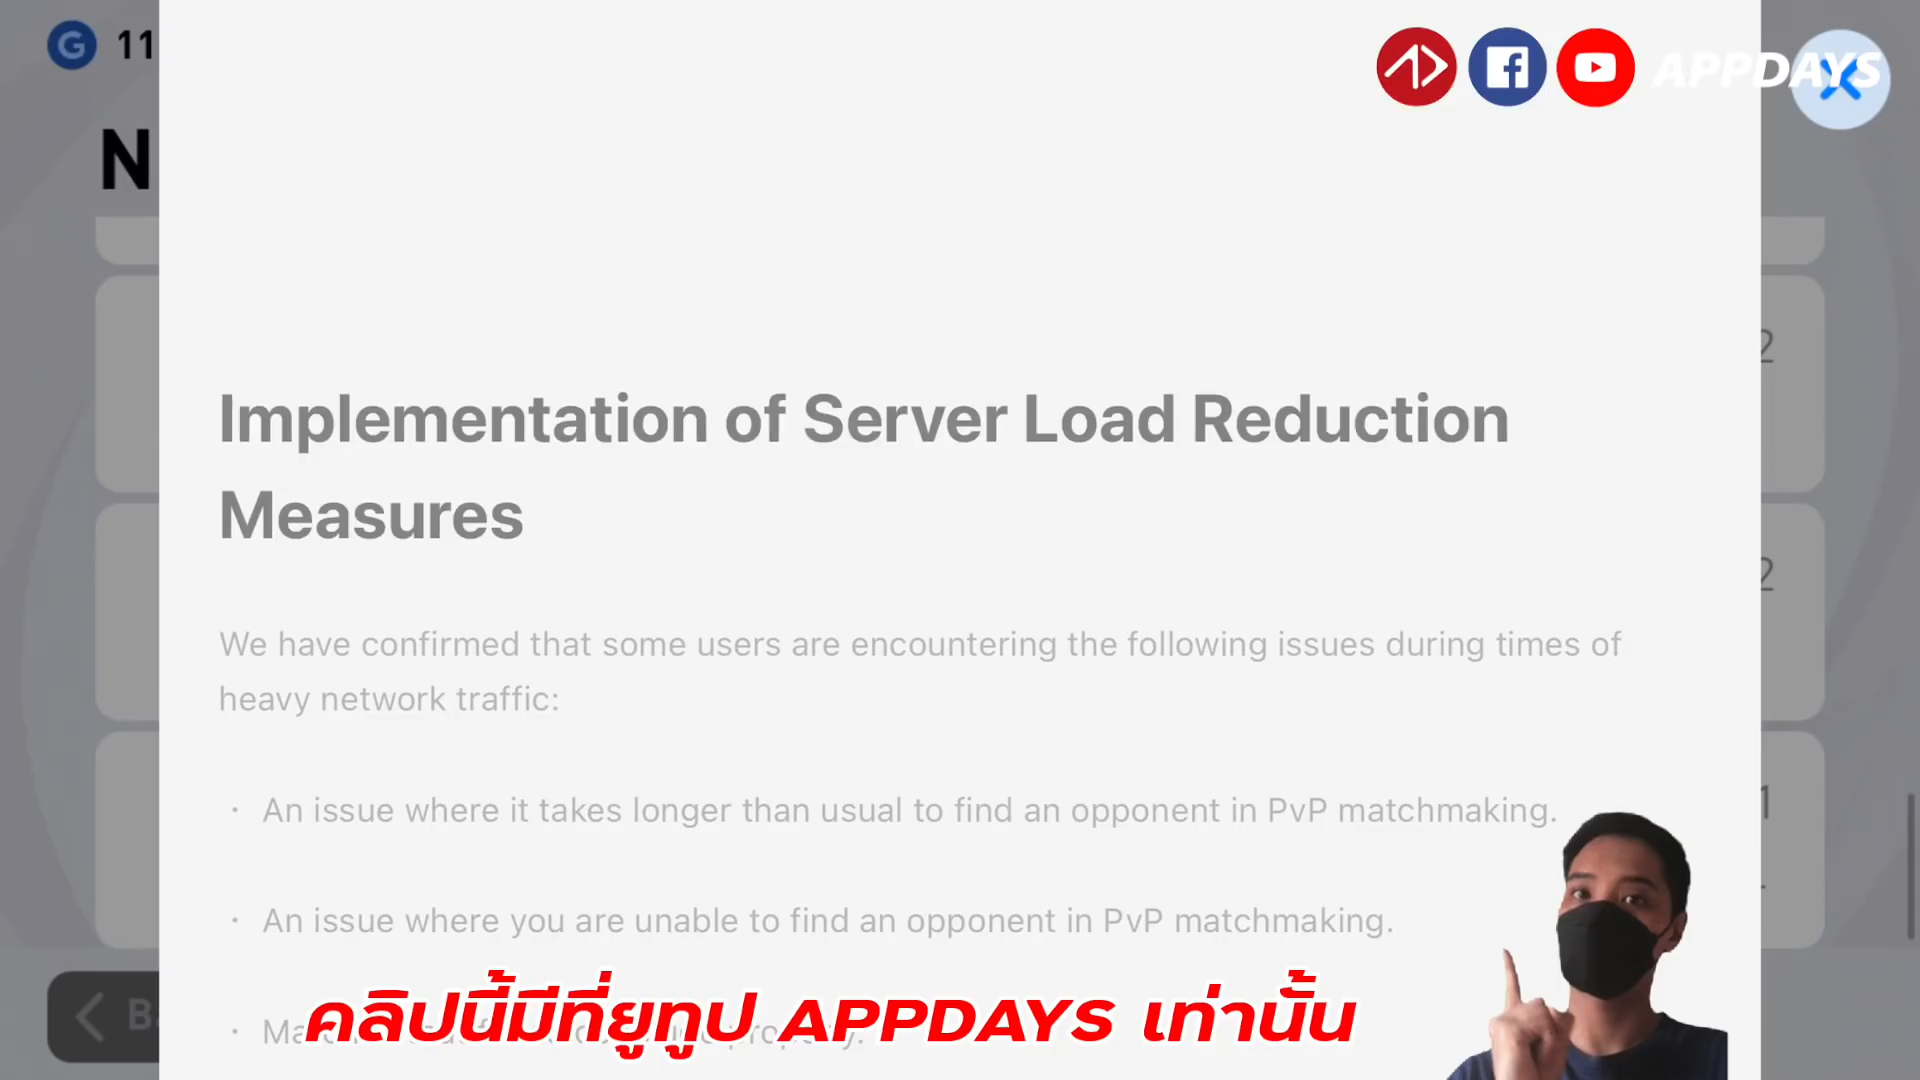 G 11
APPDAYS
N
2
Implementation of Server Load Reduction
Measures
2
We have confirmed that some users are encountering the following issues during times of
heavy network traffic:
1
· An issue where it takes longer than usual to find an opponent in PvP matchmaking.
· An issue where you are unable to find an opponent in PvP matchmaking.
คลิปนี้มีที่ยูทูป APPDAYS เท่านั้น